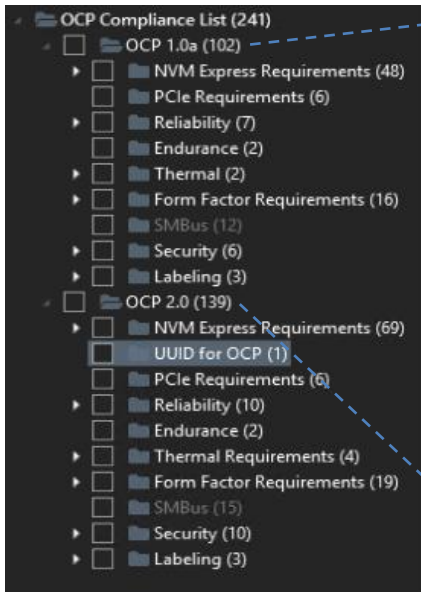 OCP Compliance List (241)
OCP 1.0a (102)
NVM Express Requirements (48)
PCIe Requirements (6)
Reliability (7)
Endurance (2)
Thermal (2)
Form Factor Requirements (16)
SMBus (12)
Security (6)
Labeling (3)
OCP 2.0 (139)
NVM Express Requirements (69)
UUID for OCP (1)
PCIe Requirements (6)
Reliability (10)
Endurance (2)
Thermal Requirements (4)
Form Factor Requirements (19)
SMBus (15)
Security (10)
Labeling (3)